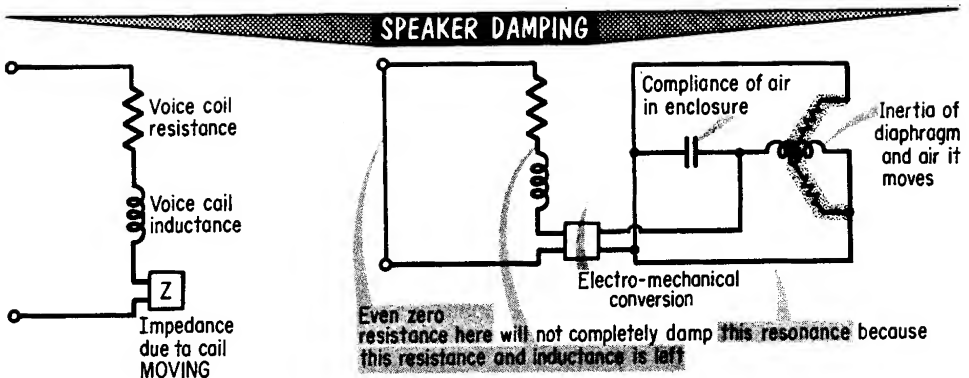 SPEAKER DAMPING
Voice coil
resistance
Voice coil
inductance
Z
Impedance
due to coil
MOVING
Compliance of air
in enclosure
Inertia of
diaphragm
and air it
moves
Electro-mechanical
conversion
Even zero
resistance here will not completely damp this resonance because
this resistance and inductance is left